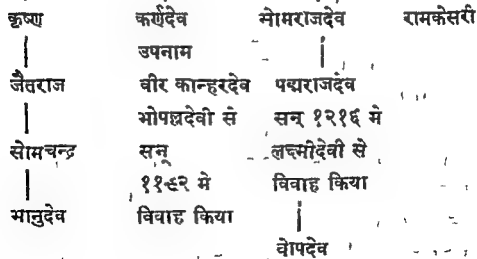 कृष्ण कर्णदेव सोमराजदेव रामकेसरी
उपनाम
जैतराज वीर कान्हरदेव पद्मराजदेव
भोपल्लदेवी से सन् १२१६ मे
सोमचन्द्र सन् लक्ष्मीदेवी से
११९२ मे विवाह किया
भानुदेव विवाह किया
वोपदेव